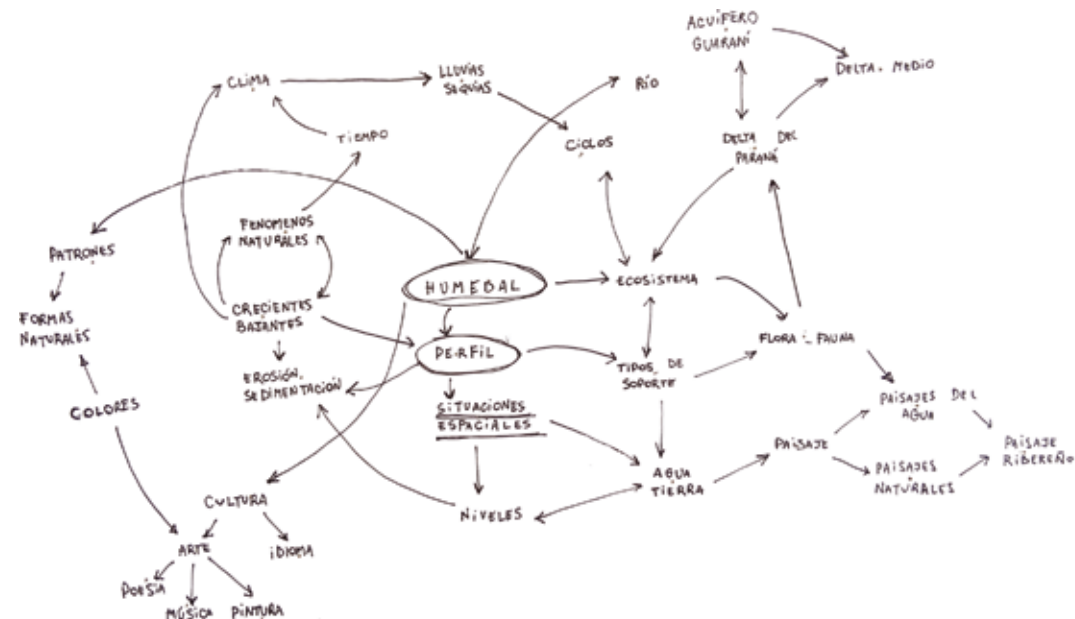 ACUÍFERO
GUARANÍ
DELTA MEDIO
CLIMA
LLUVIAS
SEQUÍAS
RÍO
TIEMPO
CICLOS
DELTA DEL
PARANÁ
PATRONES
FENOMENOS
NATURALES
HUMEDAL
ECOSISTEMA
FORMAS
NATURALES
CRECIENTES
BAJANTES
PERFIL
FLORA - FAUNA
EROSIÓN
SEDIMENTACIÓN
TIPOS DE
SOPORTE
COLORES
SITUACIONES
ESPACIALES
PAISAJES DEL
AGUA
PAISAJE
PAISAJE
RIBEREÑO
AGUA
TIERRA
PAISAJES
NATURALES
CULTURA
NIVELES
ARTE
IDIOMA
POESÍA
MÚSICA
PINTURA